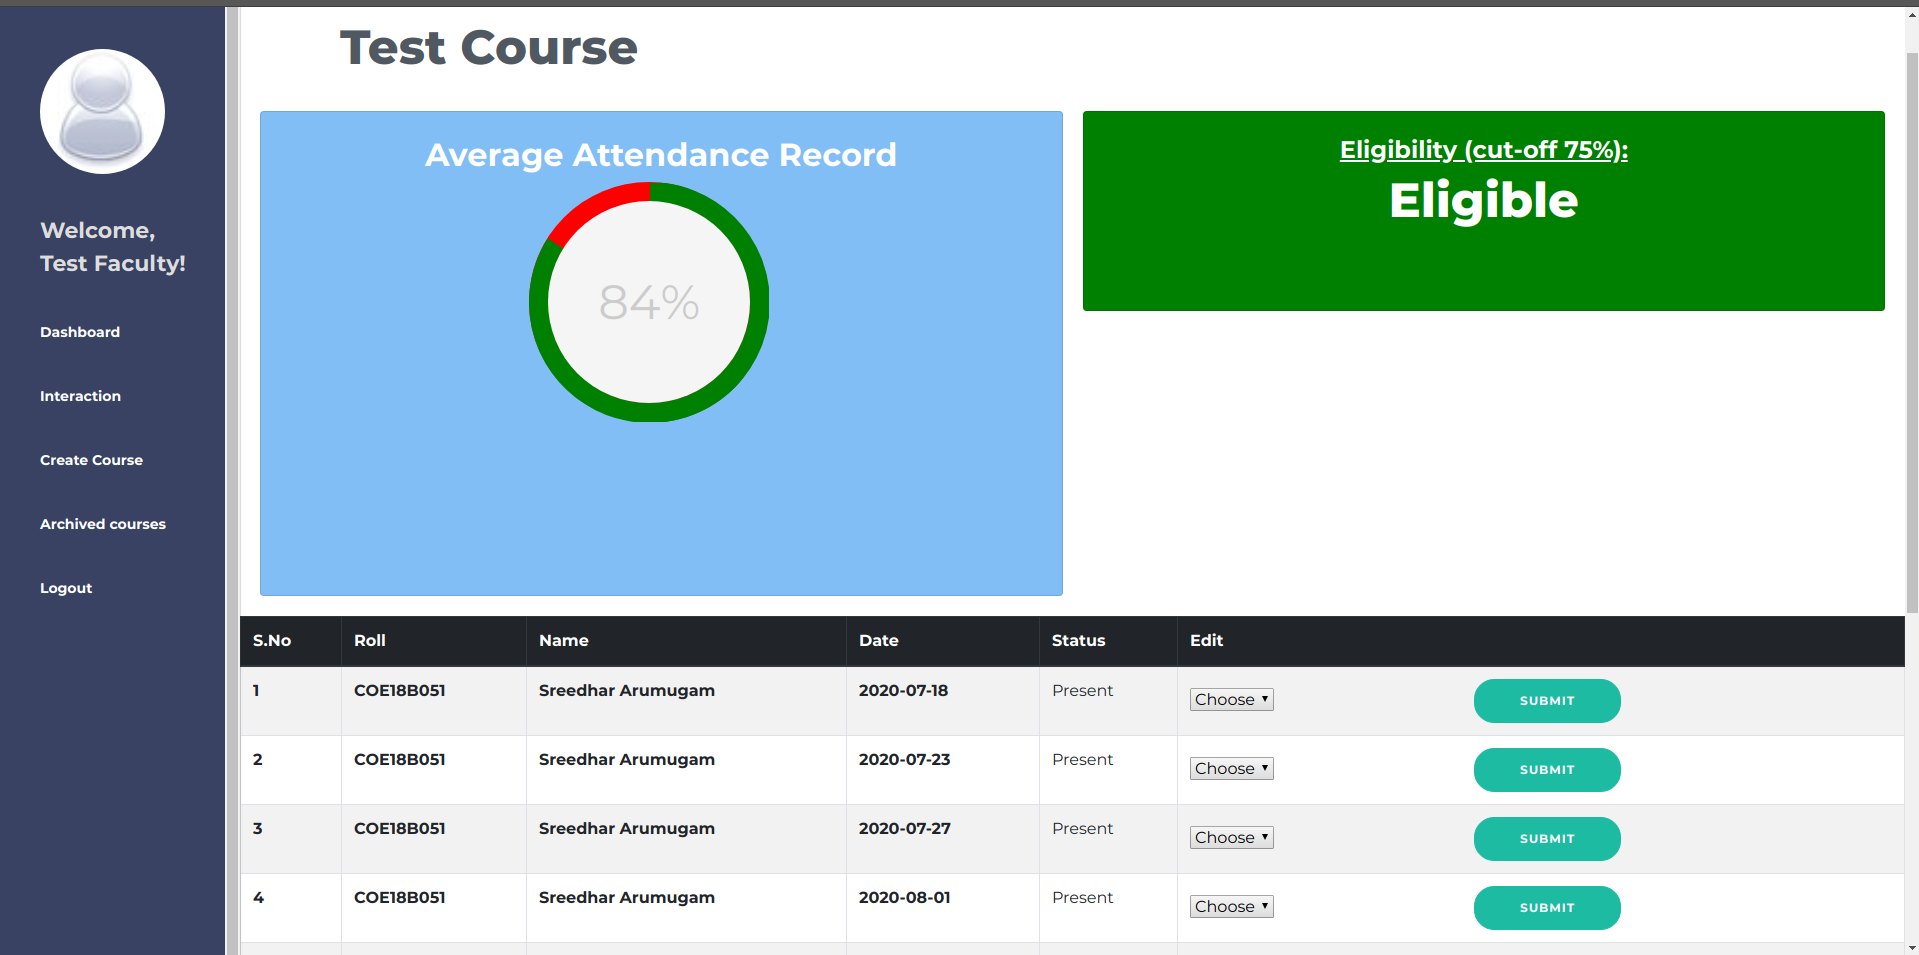 Welcome,
Test Faculty!
Dashboard
Interaction
Create Course
Archived courses
Logout
Test Course
Average Attendance Record
84%
Eligibility (cut-off 75%):
Eligible
S.No Roll Name Date Status Edit
1 COE18B051 Sreedhar Arumugam 2020-07-18 Present Choose SUBMIT
2 COE18B051 Sreedhar Arumugam 2020-07-23 Present Choose SUBMIT
3 COE18B051 Sreedhar Arumugam 2020-07-27 Present Choose SUBMIT
4 COE18B051 Sreedhar Arumugam 2020-08-01 Present Choose SUBMIT